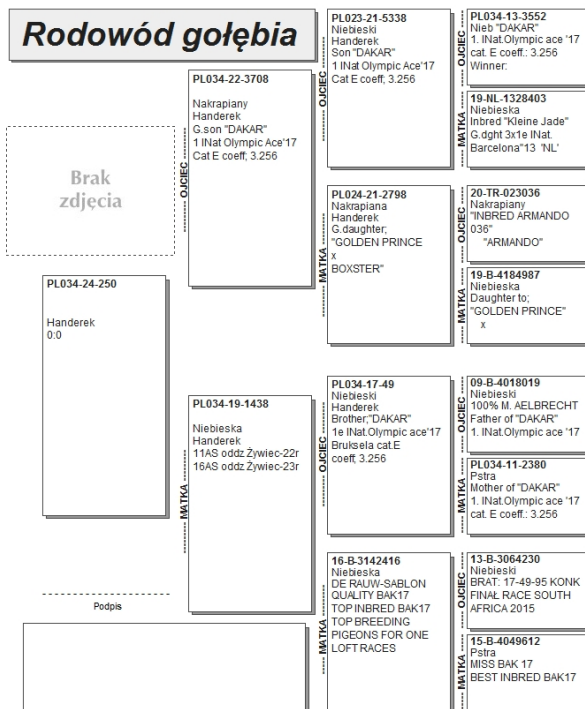 Rodowód gołębia
Brak
zdjęcia
PL034-24-250
Handerek
0:0
Podpis
OJCIEC
PL034-22-3708
Nakrapiany
Handerek
G.son "DAKAR"
1 INat Olympic Ace'17
Cat E coeff; 3.256
MATKA
PL034-19-1438
Niebieska
Handerek
11AS oddz.Żywiec-22r
16AS oddz.Żywiec-23r
OJCIEC
PL023-21-5338
Niebieski
Handerek
Son "DAKAR"
1 INat Olympic Ace'17
Cat E coeff; 3.256
MATKA
PL024-21-2798
Nakrapiana
Handerek
G.daughter;
"GOLDEN PRINCE
x
BOXSTER"
OJCIEC
PL034-17-49
Niebieski
Handerek
Brother;"DAKAR"
1e INat.Olympic ace'17
Bruksela cat.E
coeff; 3.256
MATKA
16-B-3142416
Niebieska
DE RAUW-SABLON
QUALITY BAK17
TOP INBRED BAK17
TOP BREEDING
PIGEONS FOR ONE
LOFT RACES
OJCIEC
PL034-13-3552
Nieb "DAKAR"
1. INat.Olympic ace '17
cat. E coeff.: 3.256
Winner:
MATKA
19-NL-1328403
Niebieska
Inbred "Kleine Jade"
G.dght 3x1e INat.
Barcelona"13 'NL'
OJCIEC
20-TR-023036
Nakrapiany
"INBRED ARMANDO
036"
"ARMANDO"
MATKA
19-B-4184987
Niebieska
Daughter to;
"GOLDEN PRINCE"
x
OJCIEC
09-B-4018019
Niebieski
100% M. AELBRECHT
Father of "DAKAR"
1. INat.Olympic ace '17
MATKA
PL034-11-2380
Pstra
Mother of "DAKAR"
1. INat.Olympic ace '17
cat. E coeff.: 3.256
OJCIEC
13-B-3064230
Niebieski
BRAT: 17-49-95 KONK
FINAŁ RACE SOUTH
AFRICA 2015
MATKA
15-B-4049612
Pstra
MISS BAK 17
BEST INBRED BAK17